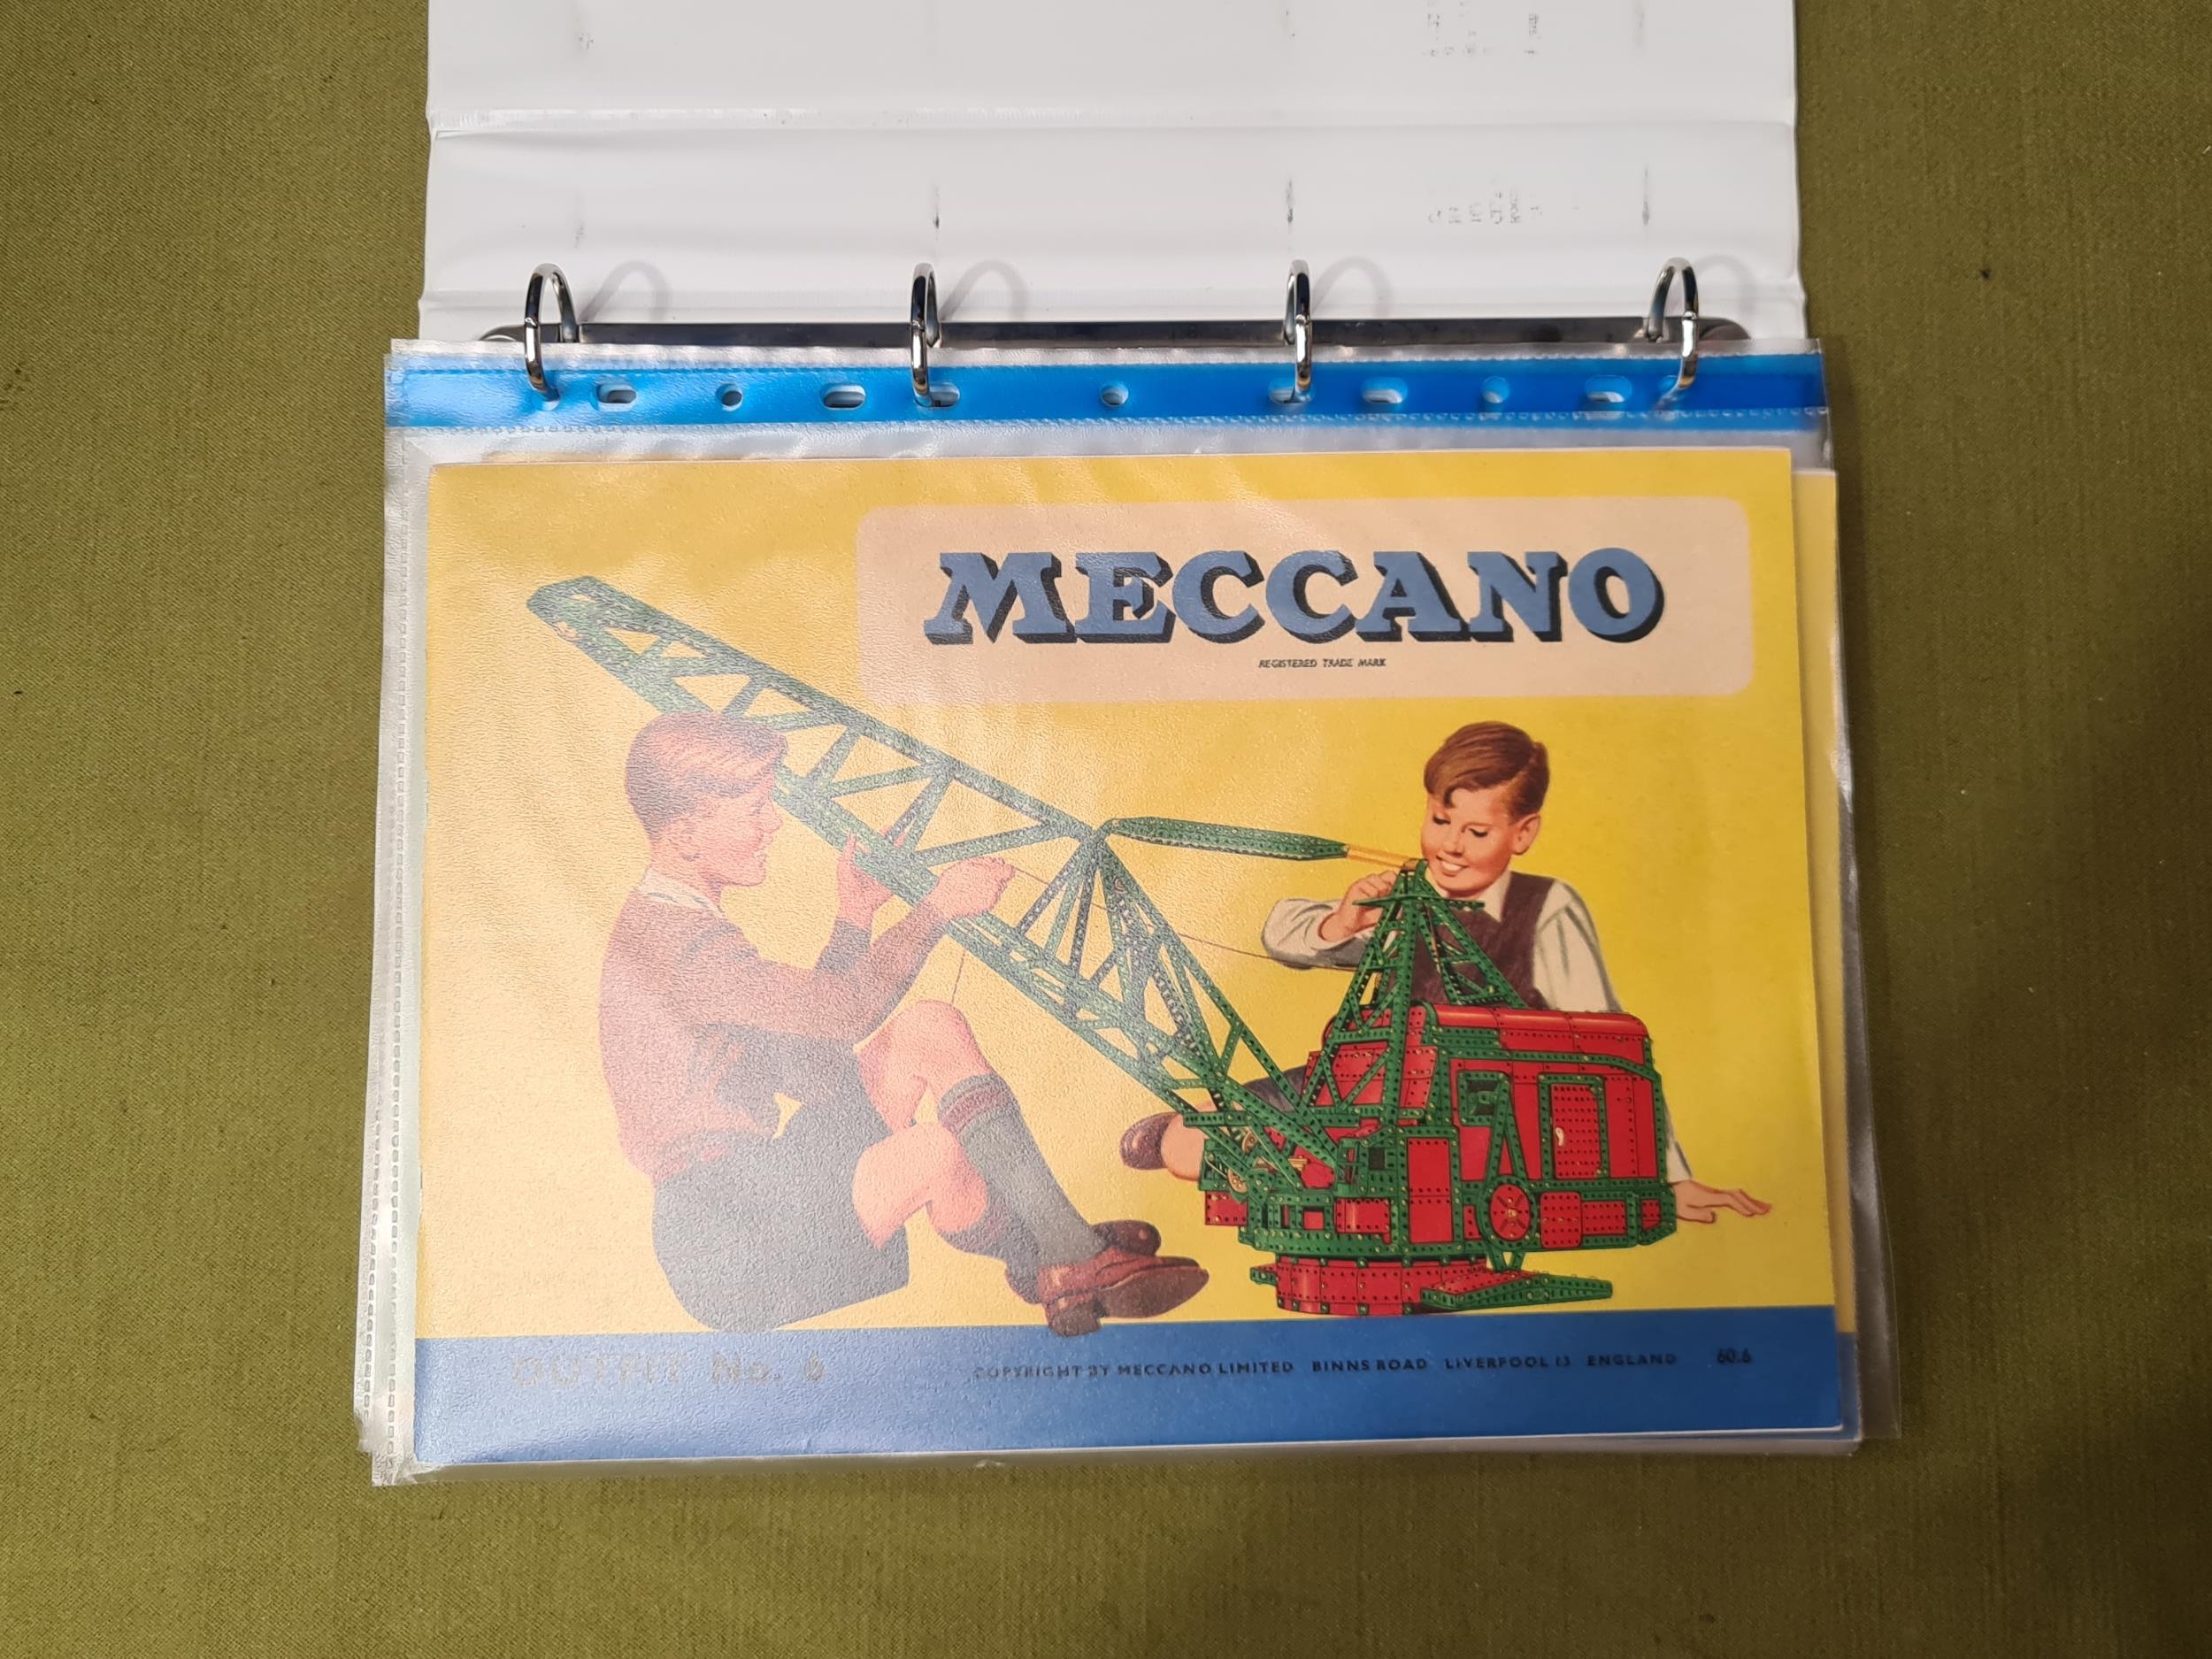 MECCANO
REGISTERED TRADE MARK
OUTFIT No. 6
COPYRIGHT BY MECCANO LIMITED BINNS ROAD LIVERPOOL 13 ENGLAND 60.6